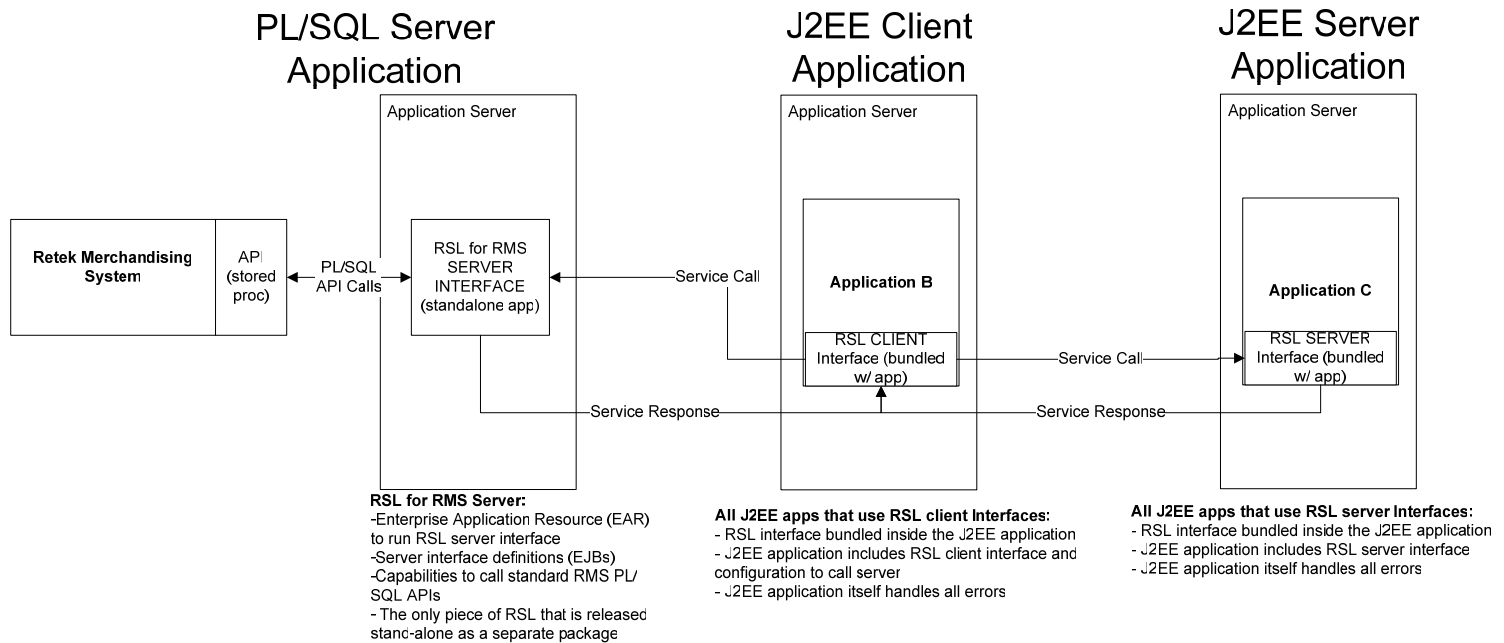 PL/SQL Server
Application
J2EE Client
Application
J2EE Server
Application
Application Server
Application Server
Application Server
Retek Merchandising
System
API
(stored
proc)
PL/SQL
API Calls
RSL for RMS
SERVER
INTERFACE
(standalone app)
Service Call
Application B
RSL CLIENT
Interface (bundled
w/ app)
Service Call
Application C
RSL SERVER
Interface (bundled
w/ app)
Service Response
Service Response
RSL for RMS Server:
-Enterprise Application Resource (EAR)
to run RSL server interface
-Server interface definitions (EJBs)
-Capabilities to call standard RMS PL/
SQL APIs
- The only piece of RSL that is released
stand-alone as a separate package
All J2EE apps that use RSL client Interfaces:
- RSL interface bundled inside the J2EE application
- J2EE application includes RSL client interface and
configuration to call server
- J2EE application itself handles all errors
All J2EE apps that use RSL server Interfaces:
- RSL interface bundled inside the J2EE application
- J2EE application includes RSL server interface
- J2EE application itself handles all errors